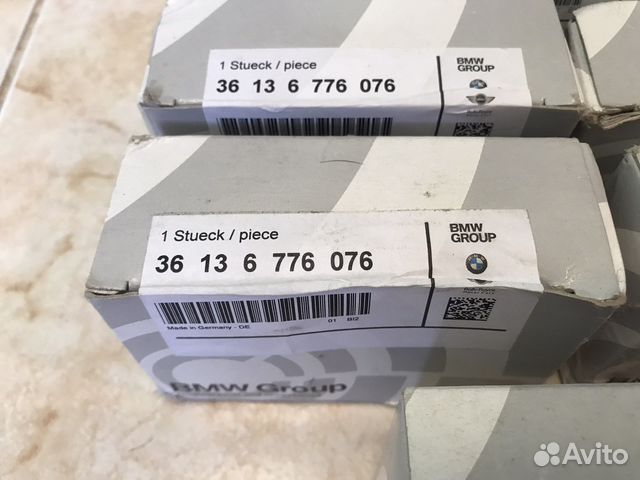 1 Stueck / piece
36 13 6 776 076
BMW
GROUP
1 Stueck / piece
36 13 6 776 076
BMW
GROUP
Made in Germany - DE
01 BI2
BMW Group
Avito